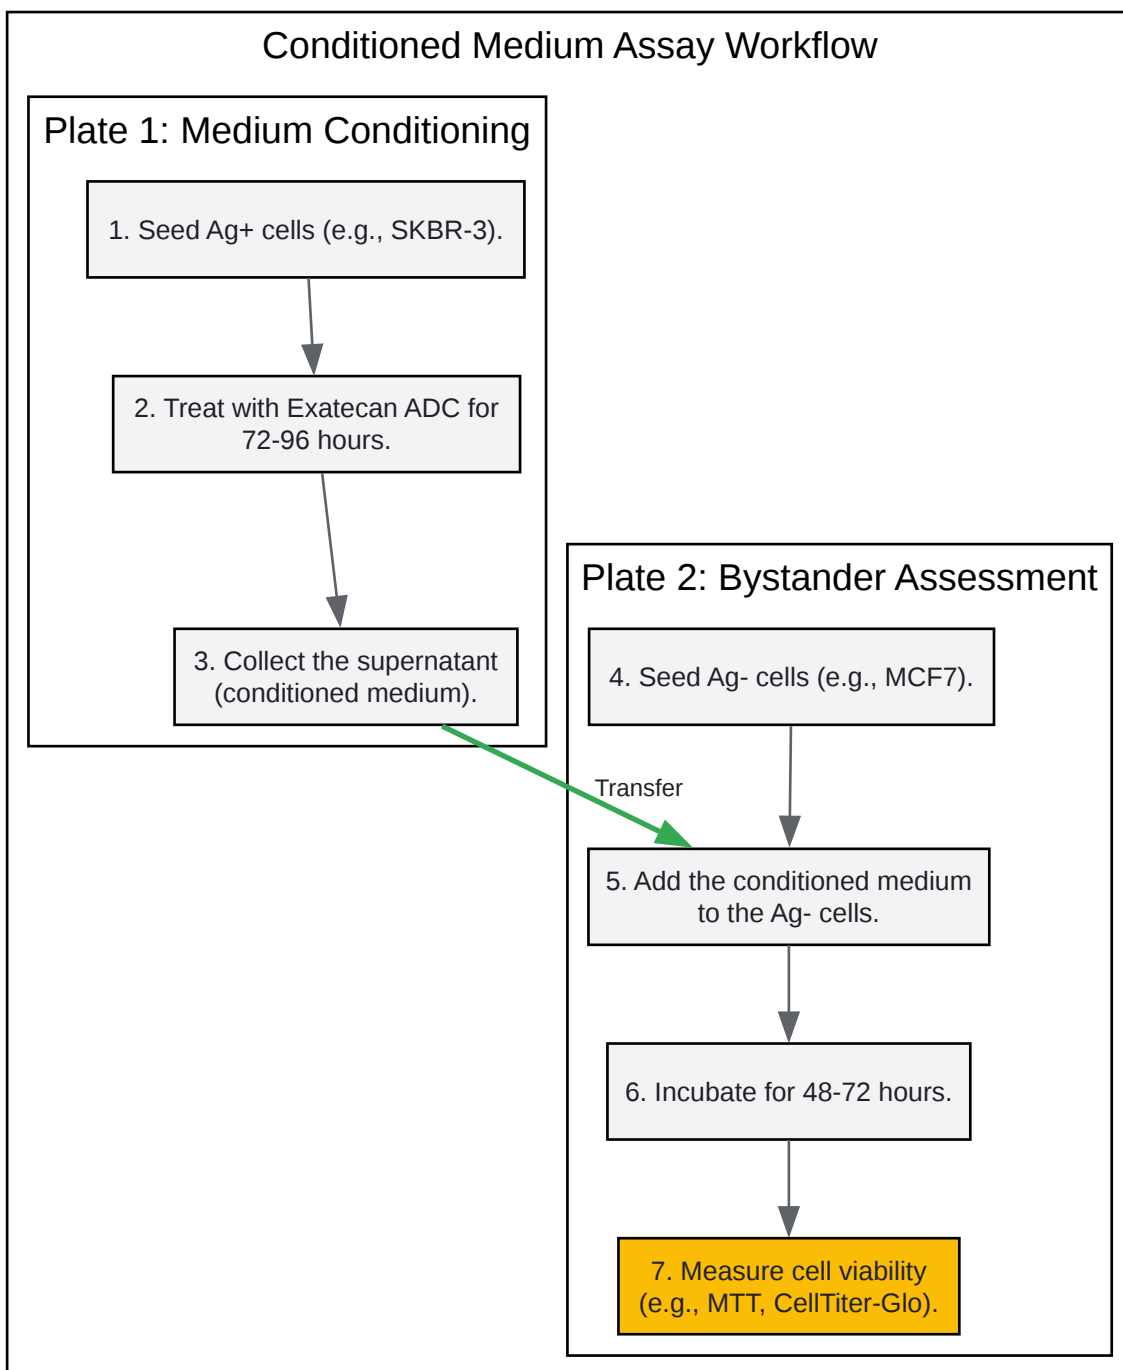 Conditioned Medium Assay Workflow
Plate 1: Medium Conditioning
1. Seed Ag+ cells (e.g., SKBR-3).
2. Treat with Exatecan ADC for
72-96 hours.
3. Collect the supernatant
(conditioned medium).
Transfer
Plate 2: Bystander Assessment
4. Seed Ag- cells (e.g., MCF7).
5. Add the conditioned medium
to the Ag- cells.
6. Incubate for 48-72 hours.
7. Measure cell viability
(e.g., MTT, CellTiter-Glo).